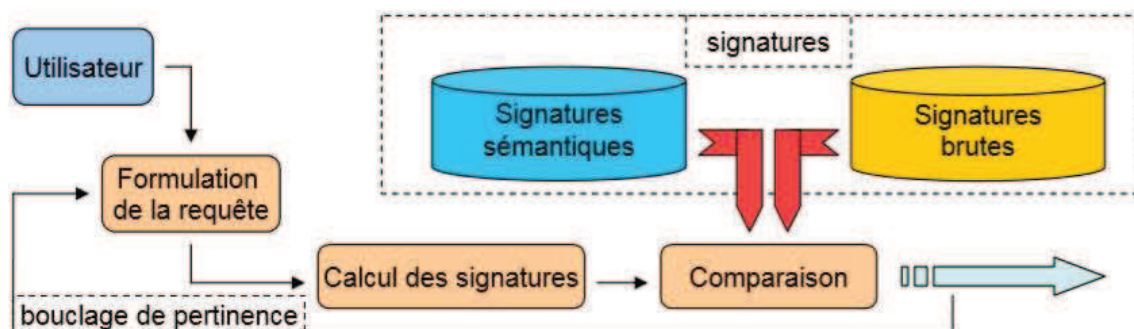 signatures
Utilisateur
Signatures
sémantiques
Signatures
brutes
Formulation
de la requête
Calcul des signatures
Comparaison
bouclage de pertinence